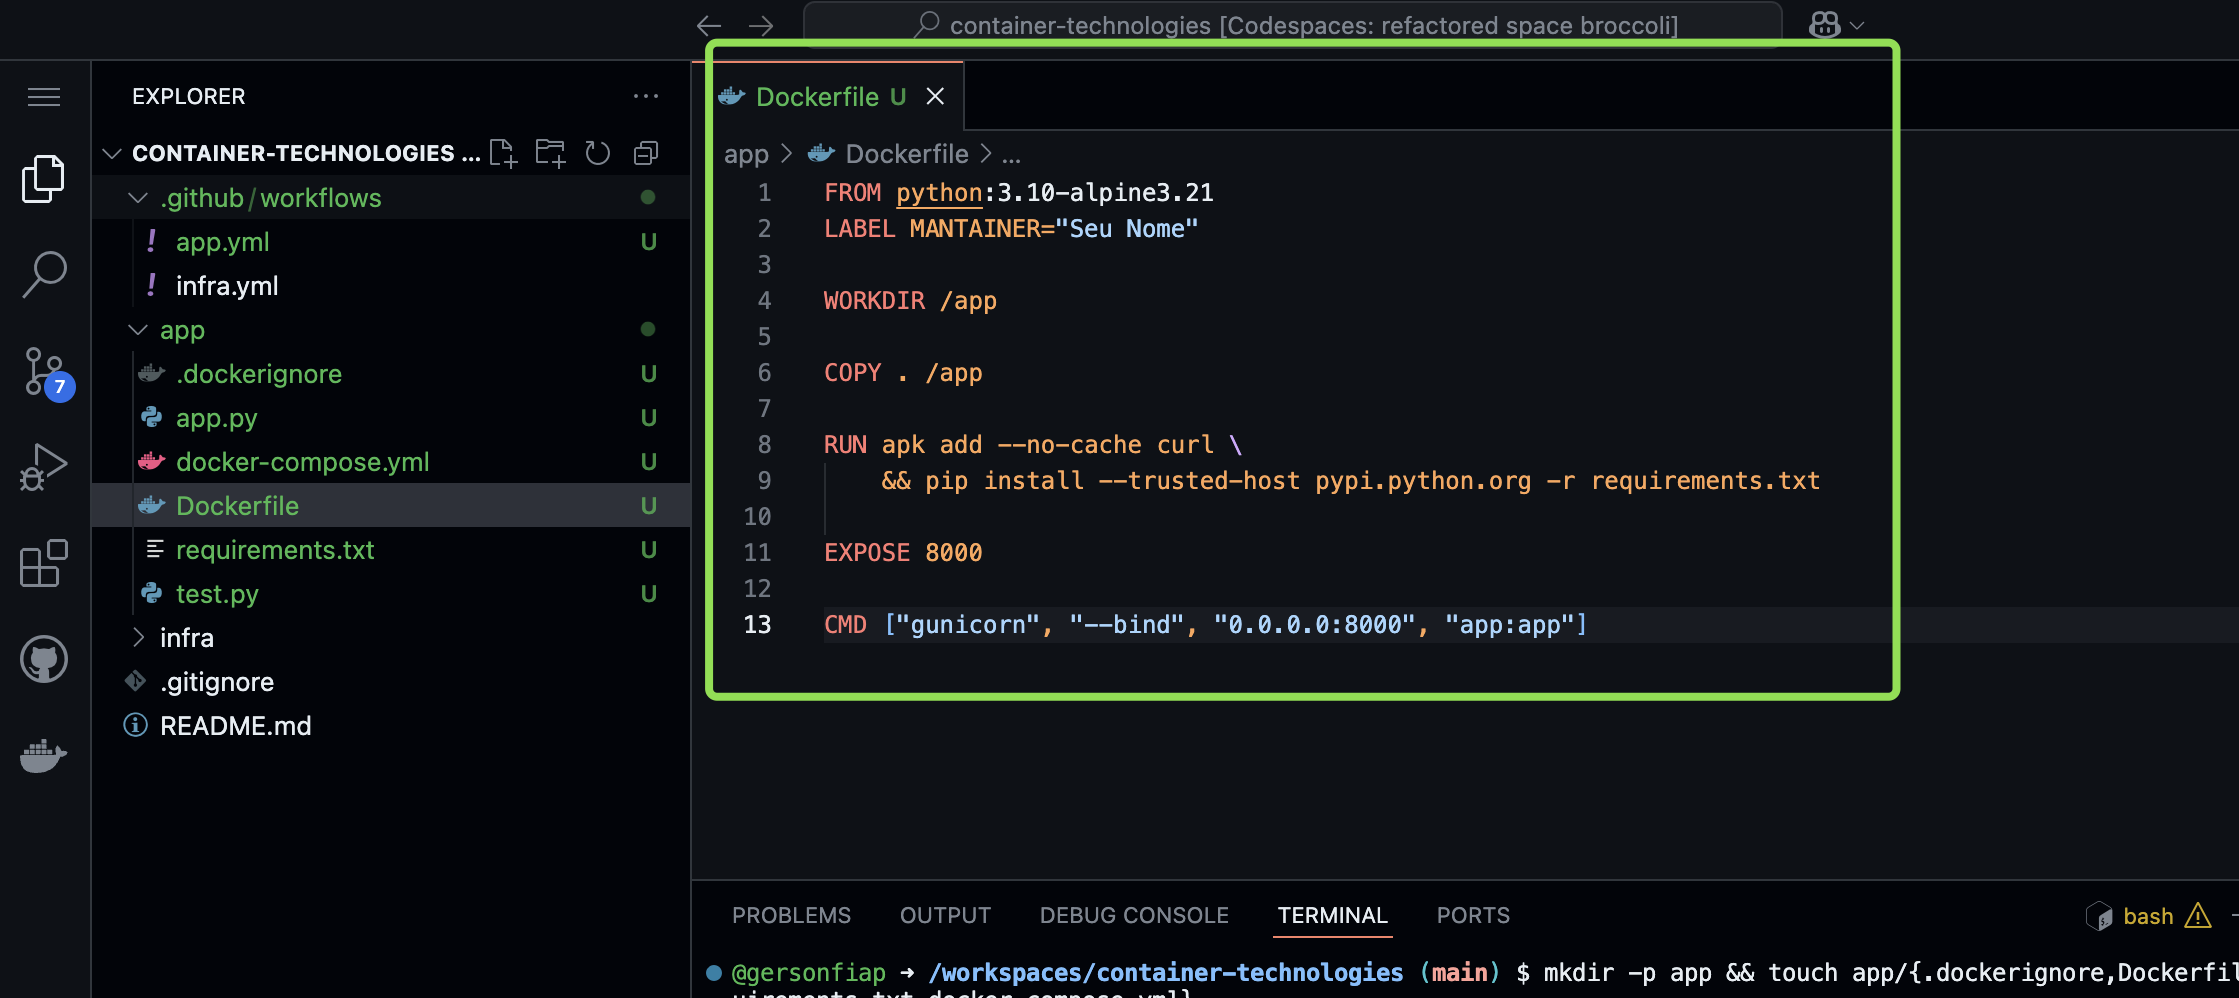 container-technologies [Codespaces: refactored space broccoli]
EXPLORER
CONTAINER-TECHNOLOGIES ...
.github/workflows
! app.yml U
! infra.yml
app
.dockerignore U
app.py U
docker-compose.yml U
Dockerfile U
requirements.txt U
test.py U
infra
.gitignore
README.md
7
Dockerfile U
app > Dockerfile > ...
1 FROM python:3.10-alpine3.21
2 LABEL MANTAINER="Seu Nome"
3
4 WORKDIR /app
5
6 COPY . /app
7
8 RUN apk add --no-cache curl \
9 && pip install --trusted-host pypi.python.org -r requirements.txt
10
11 EXPOSE 8000
12
13 CMD ["gunicorn", "--bind", "0.0.0.0:8000", "app:app"]
PROBLEMS OUTPUT DEBUG CONSOLE TERMINAL PORTS
bash
@gersonfiap ➜ /workspaces/container-technologies (main) $ mkdir -p app && touch app/{.dockerignore,Dockerfil
uirements.txt,docker-compose.yml}